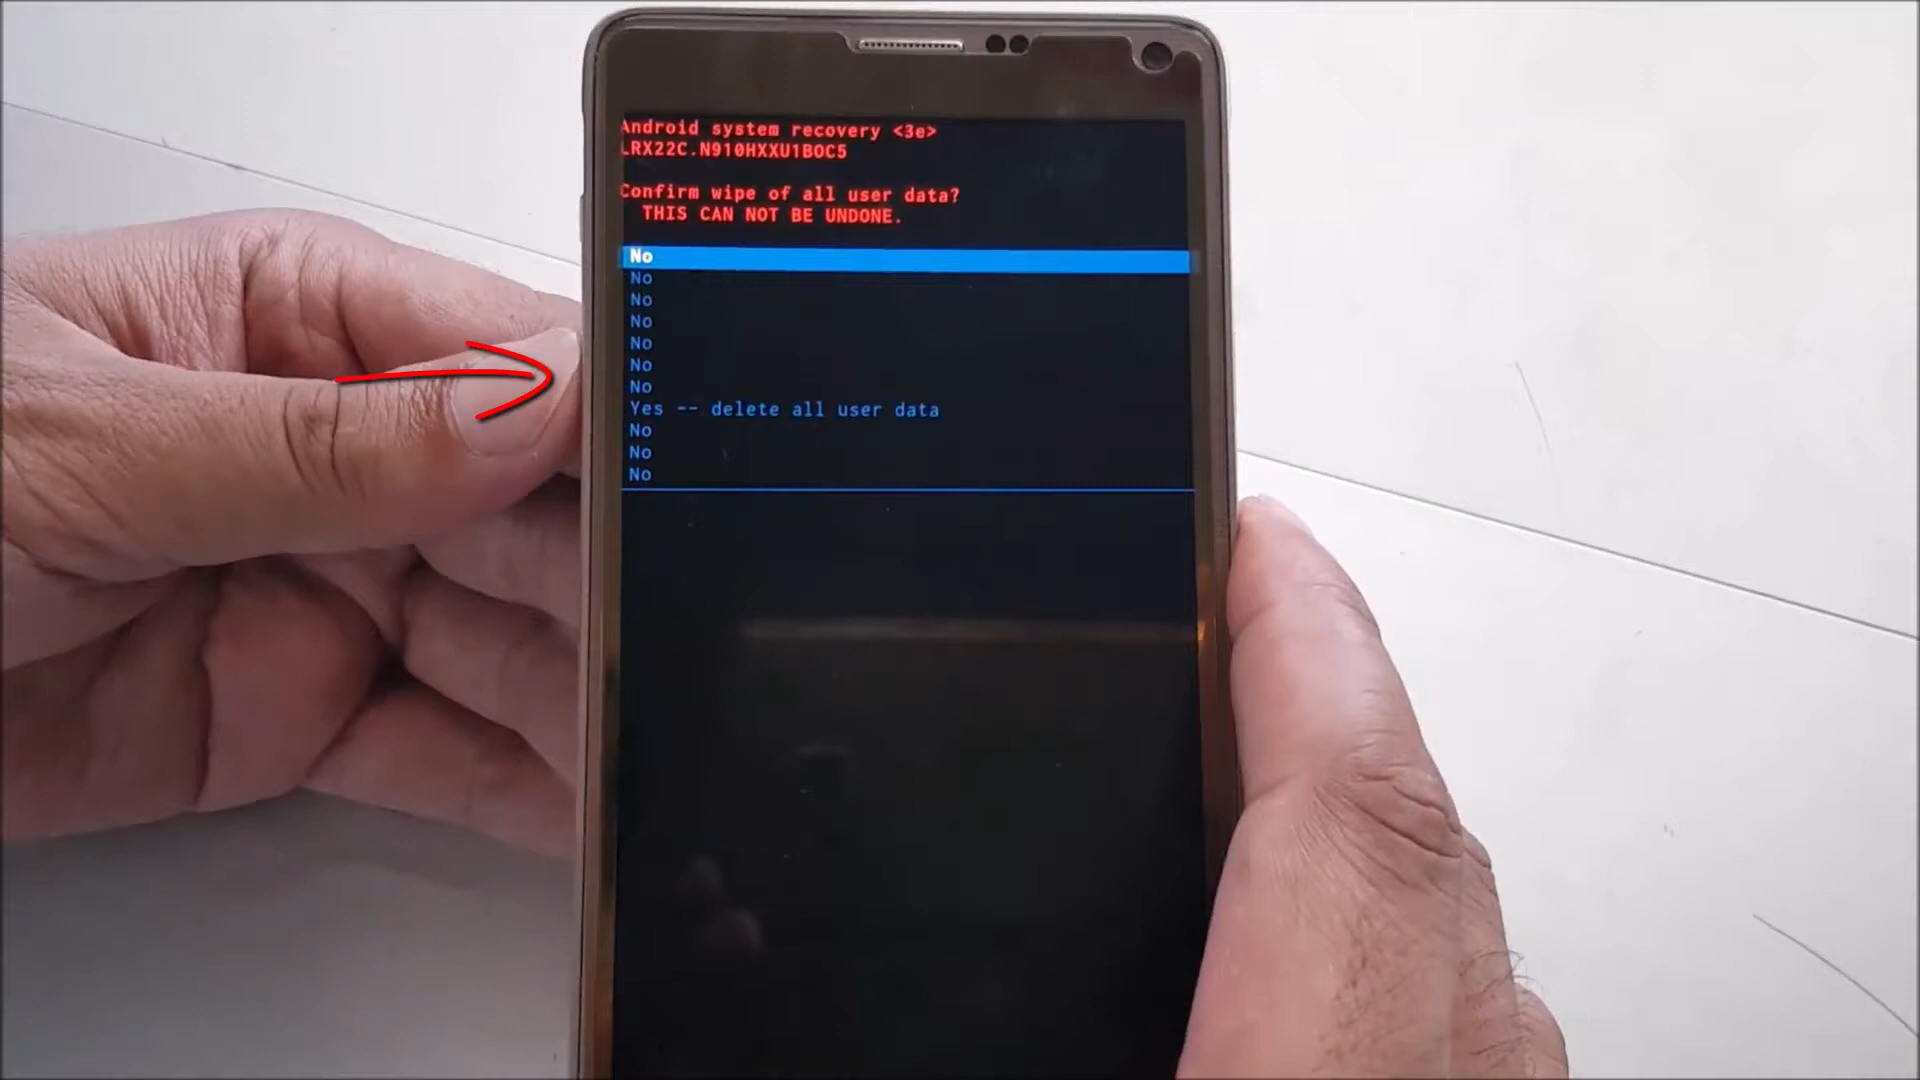 Android system recovery <3e>
LRX22C.N910HXXU1BOC5
Confirm wipe of all user data?
THIS CAN NOT BE UNDONE.
No
No
No
No
No
No
No
Yes -- delete all user data
No
No
No